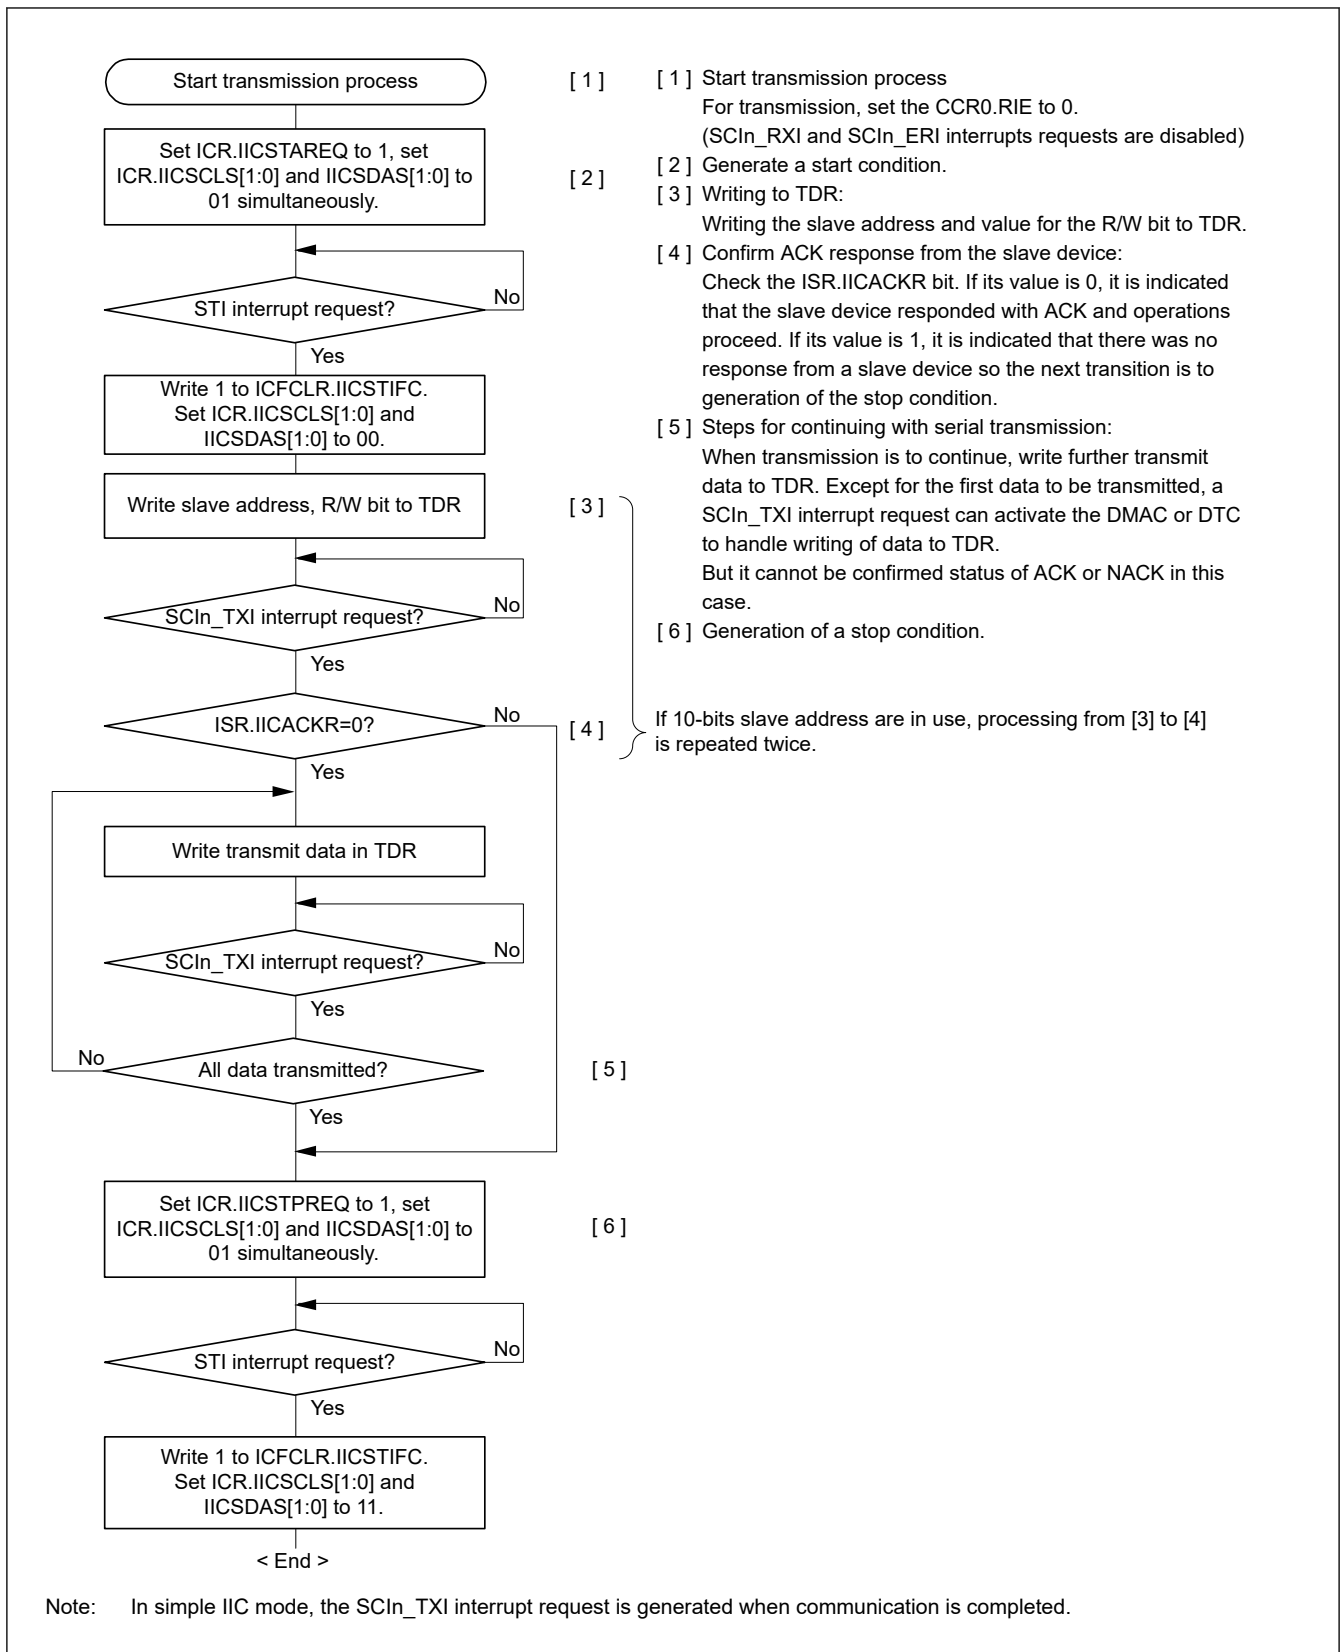 Start transmission process
[ 1 ]
Set ICR.IICSTAREQ to 1, set
ICR.IICSCLS[1:0] and IICSDAS[1:0] to
01 simultaneously.
[ 2 ]
STI interrupt request?
No
Yes
Write 1 to ICFCLR.IICSTIFC.
Set ICR.IICSCLS[1:0] and
IICSDAS[1:0] to 00.
Write slave address, R/W bit to TDR
[ 3 ]
SCIn_TXI interrupt request?
No
Yes
ISR.IICACKR=0?
No
[ 4 ]
Yes
Write transmit data in TDR
SCIn_TXI interrupt request?
No
Yes
No
All data transmitted?
[ 5 ]
Yes
Set ICR.IICSTPREQ to 1, set
ICR.IICSCLS[1:0] and IICSDAS[1:0] to
01 simultaneously.
[ 6 ]
STI interrupt request?
No
Yes
Write 1 to ICFCLR.IICSTIFC.
Set ICR.IICSCLS[1:0] and
IICSDAS[1:0] to 11.
< End >
[ 1 ] Start transmission process
For transmission, set the CCR0.RIE to 0.
(SCIn_RXI and SCIn_ERI interrupts requests are disabled)
[ 2 ] Generate a start condition.
[ 3 ] Writing to TDR:
Writing the slave address and value for the R/W bit to TDR.
[ 4 ] Confirm ACK response from the slave device:
Check the ISR.IICACKR bit. If its value is 0, it is indicated
that the slave device responded with ACK and operations
proceed. If its value is 1, it is indicated that there was no
response from a slave device so the next transition is to
generation of the stop condition.
[ 5 ] Steps for continuing with serial transmission:
When transmission is to continue, write further transmit
data to TDR. Except for the first data to be transmitted, a
SCIn_TXI interrupt request can activate the DMAC or DTC
to handle writing of data to TDR.
But it cannot be confirmed status of ACK or NACK in this
case.
[ 6 ] Generation of a stop condition.
If 10-bits slave address are in use, processing from [3] to [4]
is repeated twice.
Note: In simple IIC mode, the SCIn_TXI interrupt request is generated when communication is completed.